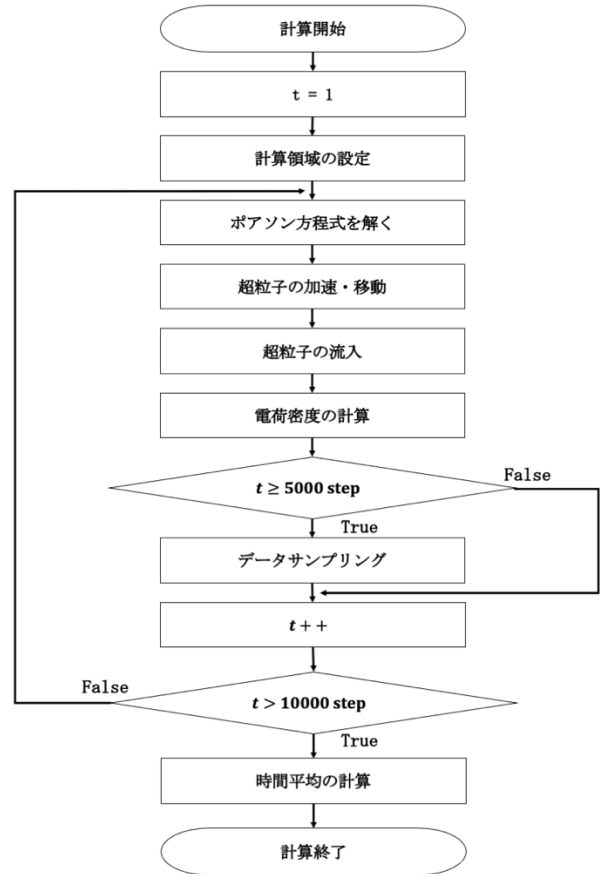 計算開始
t = 1
計算領域の設定
ポアソン方程式を解く
超粒子の加速・移動
超粒子の流入
電荷密度の計算
t ≥ 5000 step
False
True
データサンプリング
t + +
False
t > 10000 step
True
時間平均の計算
計算終了